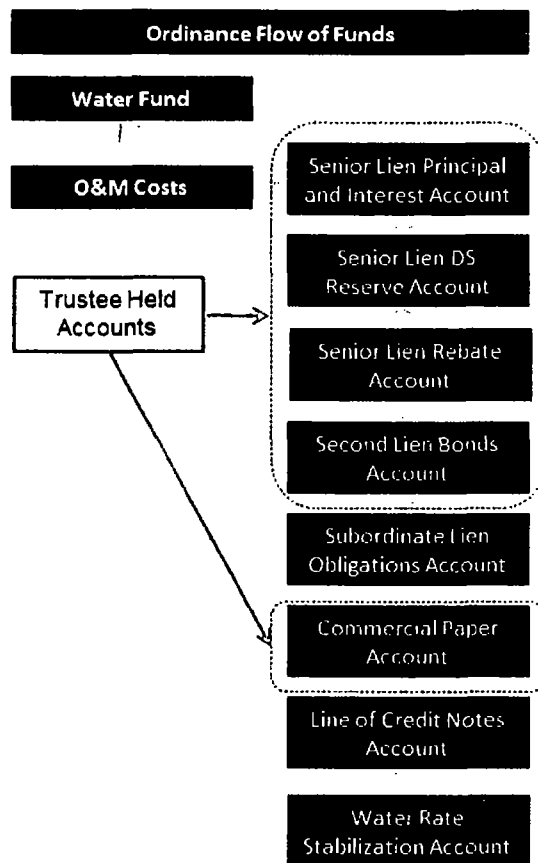 Ordinance Flow of Funds
Water Fund
O&M Costs
Trustee Held
Accounts
Senior Lien Principal
and Interest Account
Senior Lien DS
Reserve Account
Senior Lien Rebate
Account
Second Lien Bonds
Account
Subordinate Lien
Obligations Account
Commercial Paper
Account
Line of Credit Notes
Account
Water Rate
Stabilization Account